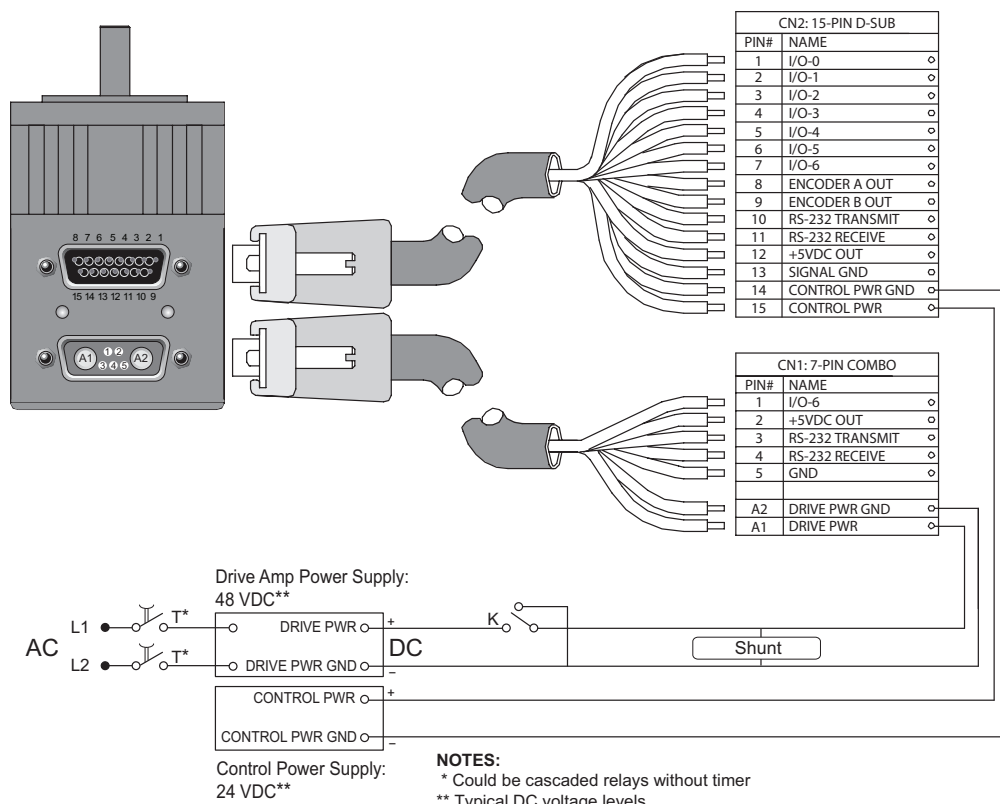 CN2: 15-PIN D-SUB
PIN# NAME
1 I/O-0
2 I/O-1
3 I/O-2
4 I/O-3
5 I/O-4
6 I/O-5
7 I/O-6
8 ENCODER A OUT
9 ENCODER B OUT
10 RS-232 TRANSMIT
11 RS-232 RECEIVE
12 +5VDC OUT
13 SIGNAL GND
14 CONTROL PWR GND
15 CONTROL PWR
8 7 6 5 4 3 2 1
15 14 13 12 11 10 9
A1 1 2 A2
3 4 5
CN1: 7-PIN COMBO
PIN# NAME
1 I/O-6
2 +5VDC OUT
3 RS-232 TRANSMIT
4 RS-232 RECEIVE
5 GND
A2 DRIVE PWR GND
A1 DRIVE PWR
Drive Amp Power Supply:
48 VDC**
AC
L1 T* DRIVE PWR +
K
DC
Shunt
L2 T* DRIVE PWR GND –
CONTROL PWR +
CONTROL PWR GND –
Control Power Supply:
24 VDC**
NOTES:
* Could be cascaded relays without timer
** Typical DC voltage levels